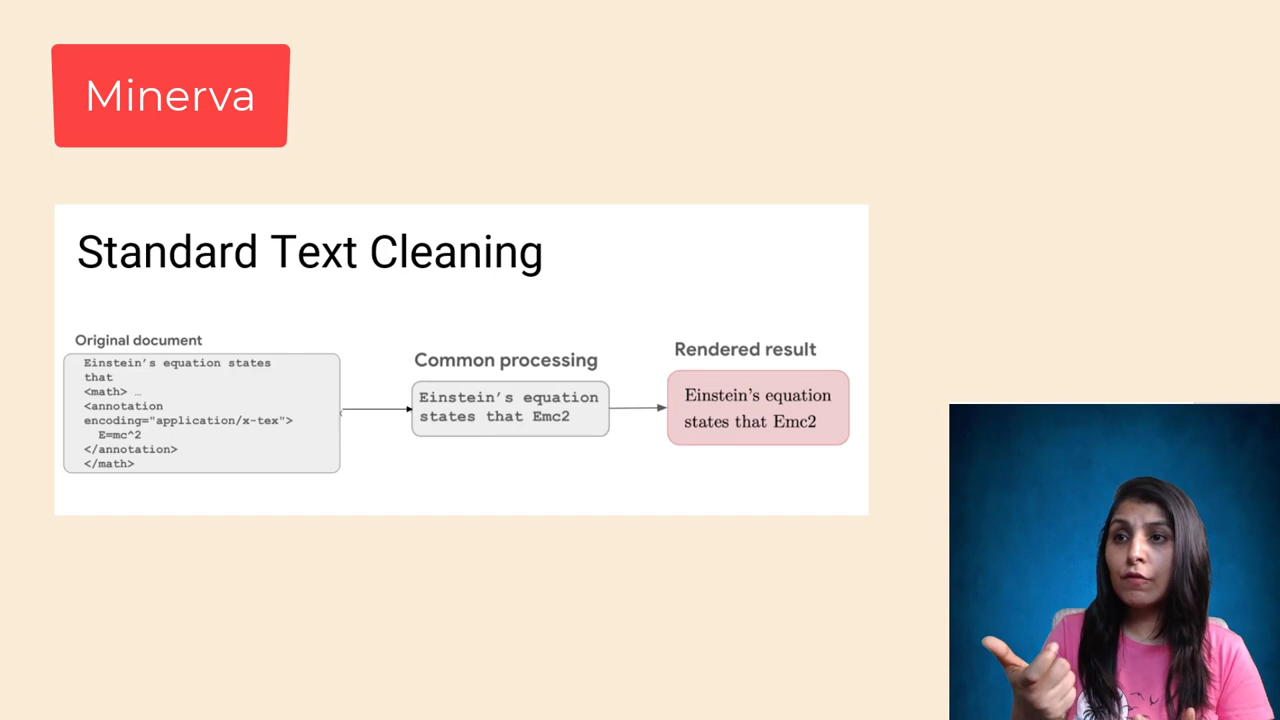 Minerva
Standard Text Cleaning
Original document
Einstein's equation states
that
<math> …
<annotation
encoding="application/x-tex">
E=mc^2
</annotation>
</math>
Common processing
Einstein's equation
states that Emc2
Rendered result
Einstein's equation
states that Emc2